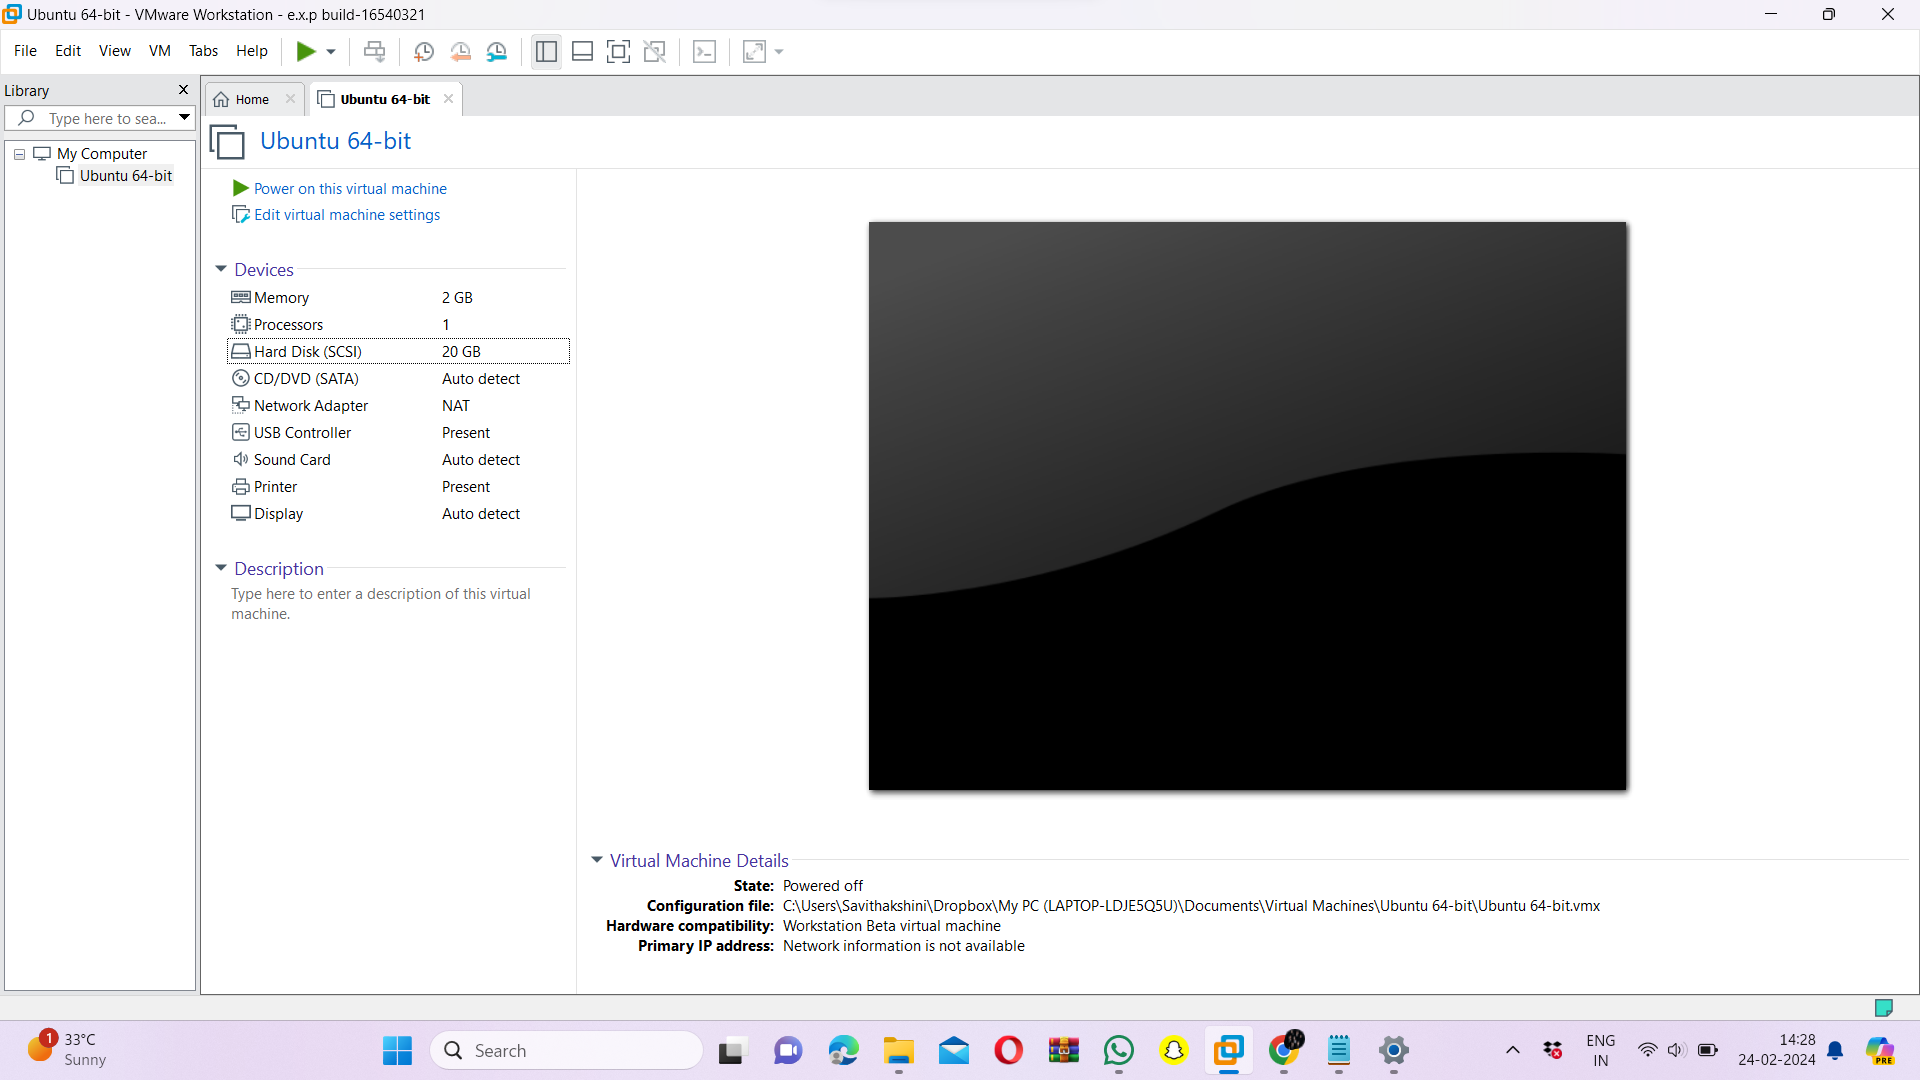 Ubuntu 64-bit - VMware Workstation - e.x.p build-16540321
File Edit View VM Tabs Help
Library
Type here to sea...
My Computer
Ubuntu 64-bit
Home
Ubuntu 64-bit
Ubuntu 64-bit
Power on this virtual machine
Edit virtual machine settings
Devices
Memory 2 GB
Processors 1
Hard Disk (SCSI) 20 GB
CD/DVD (SATA) Auto detect
Network Adapter NAT
USB Controller Present
Sound Card Auto detect
Printer Present
Display Auto detect
Description
Type here to enter a description of this virtual
machine.
Virtual Machine Details
State: Powered off
Configuration file: C:\Users\Savithakshini\Dropbox\My PC (LAPTOP-LDJE5Q5U)\Documents\Virtual Machines\Ubuntu 64-bit\Ubuntu 64-bit.vmx
Hardware compatibility: Workstation Beta virtual machine
Primary IP address: Network information is not available
1
33°C
Sunny
Search
ENG
IN
14:28
24-02-2024
PRE